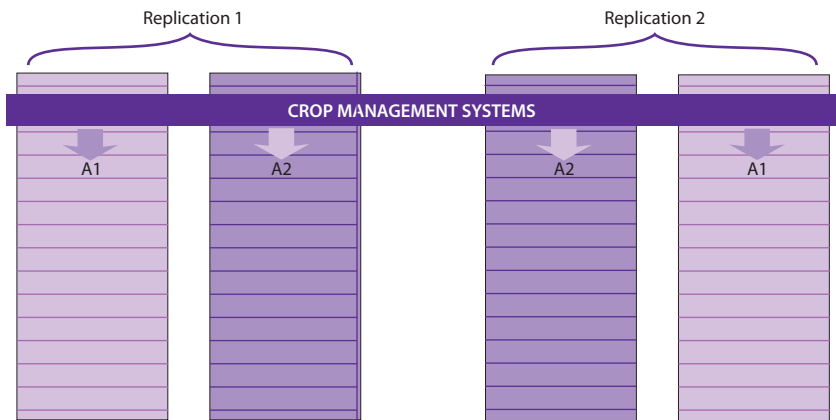 Replication 1
Replication 2
CROP MANAGEMENT SYSTEMS
A1
A2
A2
A1